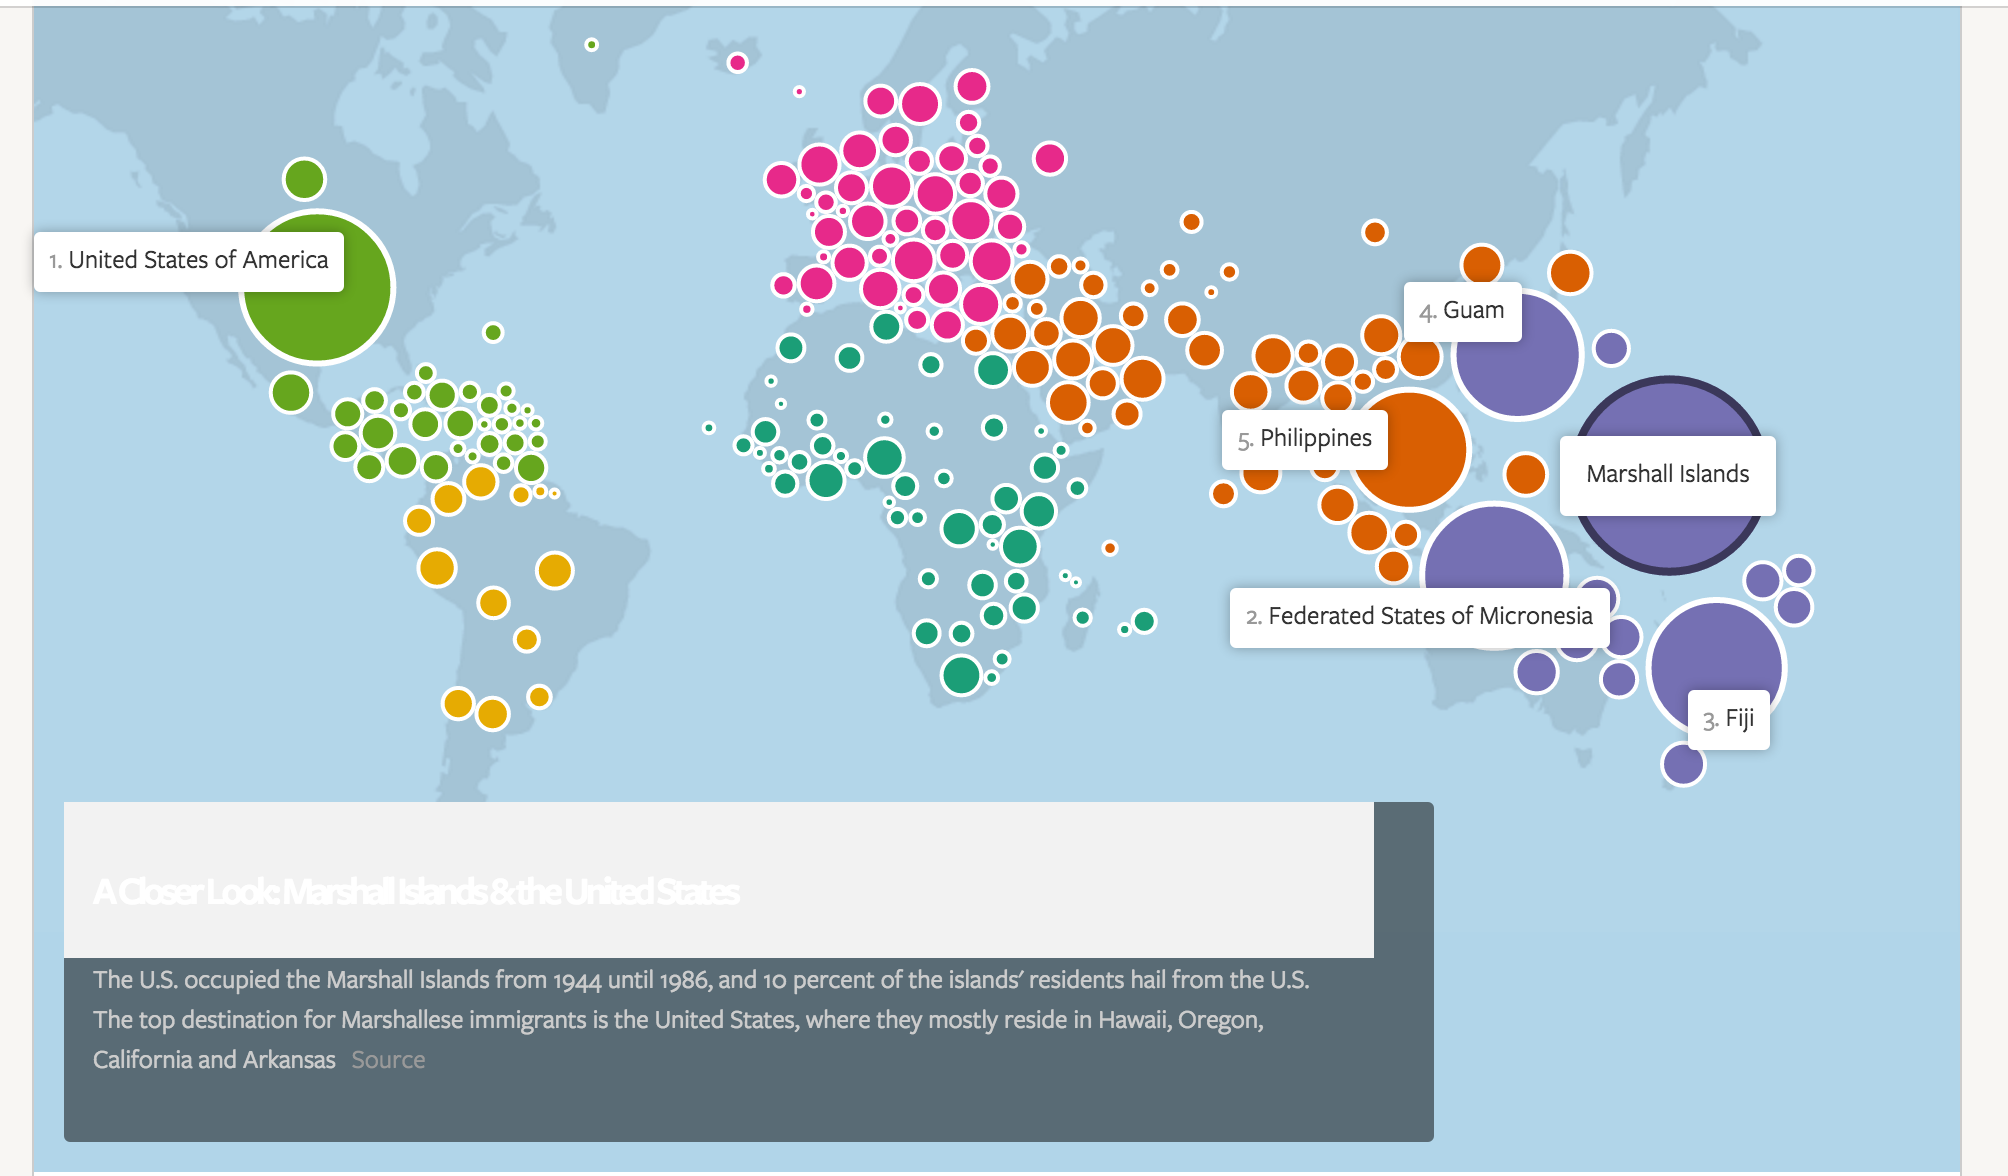 1. United States of America
4. Guam
5. Philippines
Marshall Islands
2. Federated States of Micronesia
3. Fiji
A Closer Look: Marshall Islands & the United States
The U.S. occupied the Marshall Islands from 1944 until 1986, and 10 percent of the islands' residents hail from the U.S.
The top destination for Marshallese immigrants is the United States, where they mostly reside in Hawaii, Oregon,
California and Arkansas Source